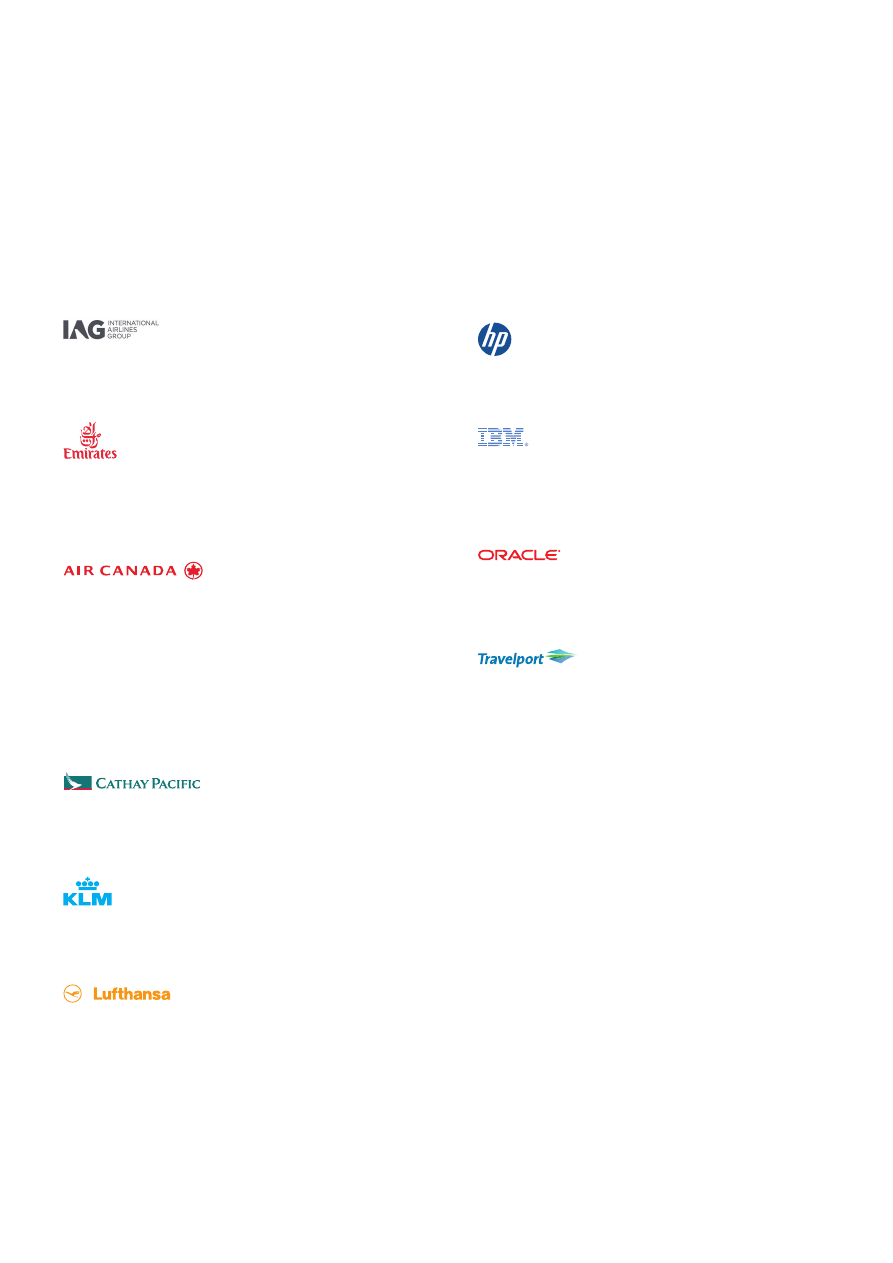 IAG INTERNATIONAL
AIRLINES
GROUP
Emirates
AIR CANADA
CATHAY PACIFIC
KLM
Lufthansa
hp
IBM®
ORACLE®
Travelport